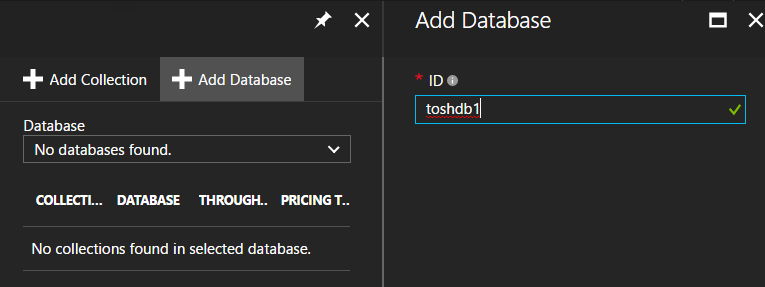 Add Collection
Add Database
Database
No databases found.
COLLECTI...
DATABASE
THROUGH..
PRICING T..
No collections found in selected database.
Add Database
* ID
toshdb1